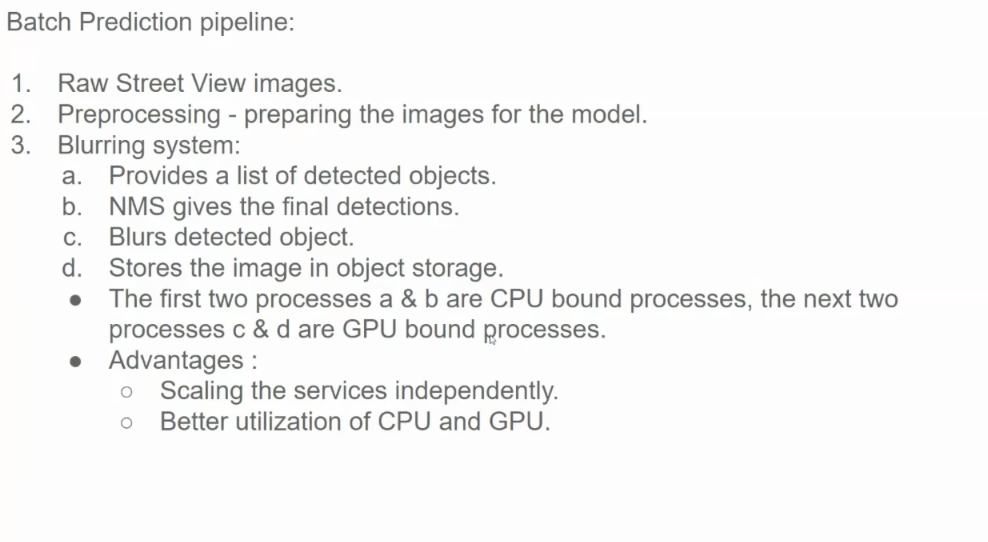 Batch Prediction pipeline:
1. Raw Street View images.
2. Preprocessing - preparing the images for the model.
3. Blurring system:
a. Provides a list of detected objects.
b. NMS gives the final detections.
c. Blurs detected object.
d. Stores the image in object storage.
● The first two processes a & b are CPU bound processes, the next two
processes c & d are GPU bound processes.
● Advantages :
○ Scaling the services independently.
○ Better utilization of CPU and GPU.